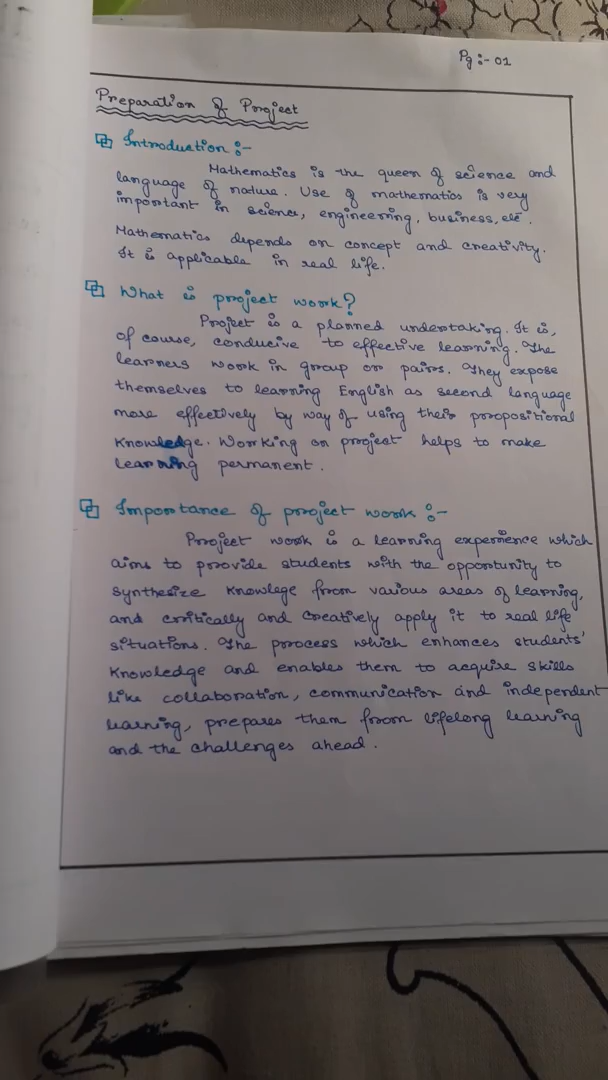 Pg :- 01
Preparation of Project
Introduction :-
Mathematics is the queen of science and
language of nature. Use of mathematics is very
important in science, engineering, business, etc.
Mathematics depends on concept and creativity.
It is applicable in real life.
What is project work?
Project is a planned undertaking. It is,
of course, conducive to effective learning. The
learners work in group or pairs. They expose
themselves to learning English as second language
more effectively by way of using their propositional
knowledge. Working on project helps to make
learning permanent.
Importance of project work :-
Project work is a learning experience which
aims to provide students with the opportunity to
synthesize knowlege from various areas of learning,
and critically and creatively apply it to real life
situations. The process which enhances students'
knowledge and enables them to acquire skills
like collaboration, communication and independent
learning, prepares them from lifelong learning
and the challenges ahead.